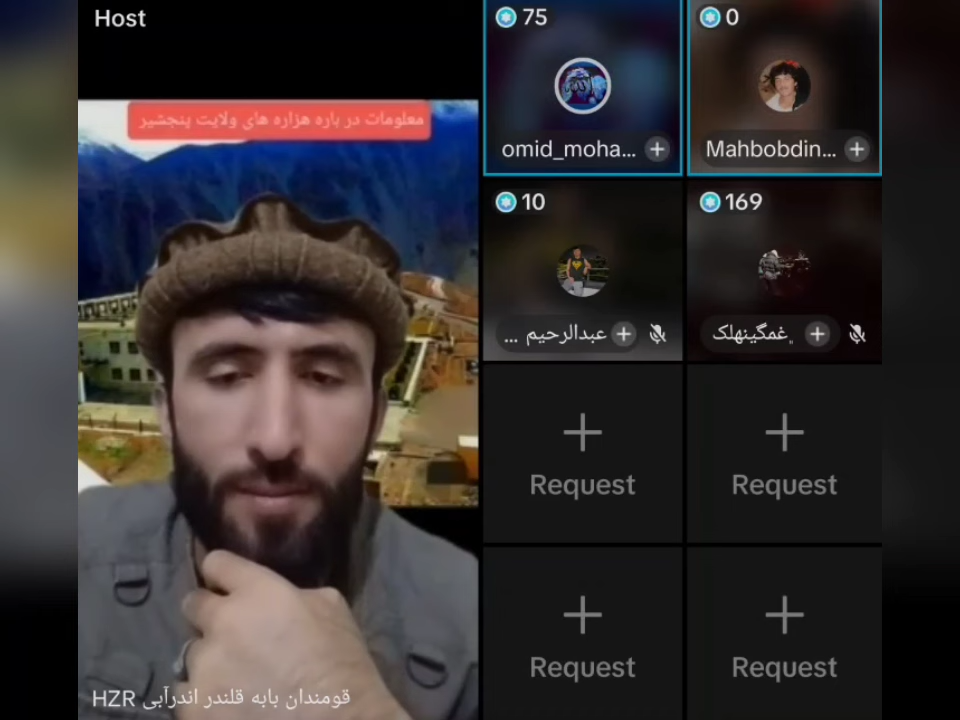 Host
معلومات در باره هزاره های ولایت پنجشیر
قومندان بابه قلندر اندرآبی HZR
75
omid_moha...
0
Mahbobdin...
10
عبدالرحیم ...
169
غمگینهلک
Request
Request
Request
Request